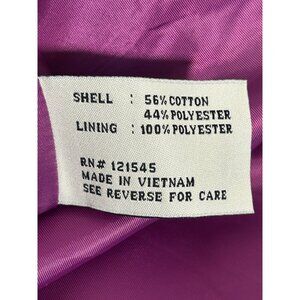 SHELL : 56% COTTON
44% POLYESTER
LINING : 100% POLYESTER
RN# 121545
MADE IN VIETNAM
SEE REVERSE FOR CARE